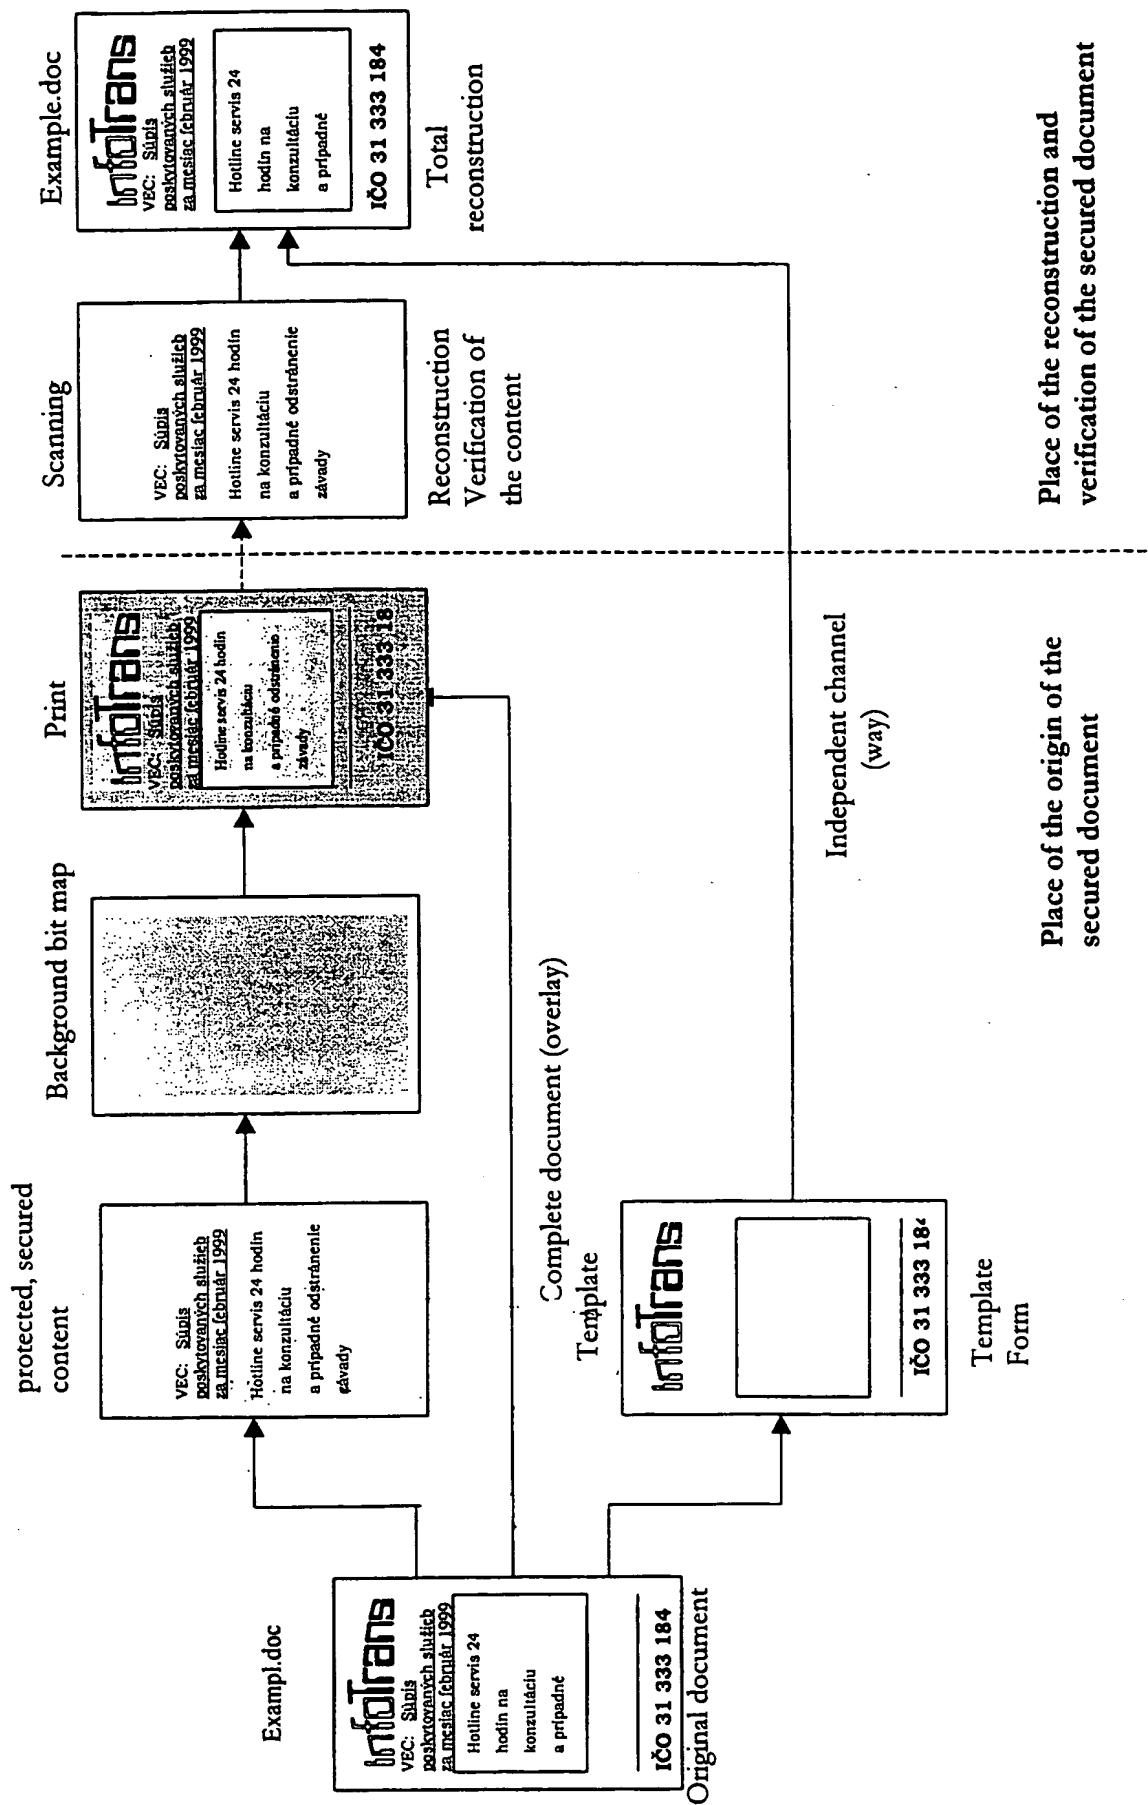 protected, secured
content
Background bit map
Print
Scanning
Example.doc
VEC: Súpis
poskytovaných služieb
za mesiac február 1999
Hotline servis 24 hodín
na konzultáciu
a prípadné odstránenie
závady
InfoTrans
VEC: Súpis
poskytovaných služieb
za mesiac február 1999
Hotline servis 24 hodín
na konzultáciu
a prípadné odstránenie
závady
IČO 31 333 18
VEC: Súpis
poskytovaných služieb
za mesiac február 1999
Hotline servis 24 hodín
na konzultáciu
a prípadné odstránenie
závady
Reconstruction
Verification of
the content
InfoTrans
VEC: Súpis
poskytovaných služieb
za mesiac február 1999
Hotline servis 24
hodín na
konzultáciu
a prípadné
IČO 31 333 184
Total
reconstruction
Exampl.doc
InfoTrans
VEC: Súpis
poskytovaných služieb
za mesiac február 1999
Hotline servis 24
hodín na
konzultáciu
a prípadné
IČO 31 333 184
Original document
Complete document (overlay)
Template
InfoTrans
IČO 31 333 184
Template
Form
Independent channel
(way)
Place of the origin of the
secured document
Place of the reconstruction and
verification of the secured document